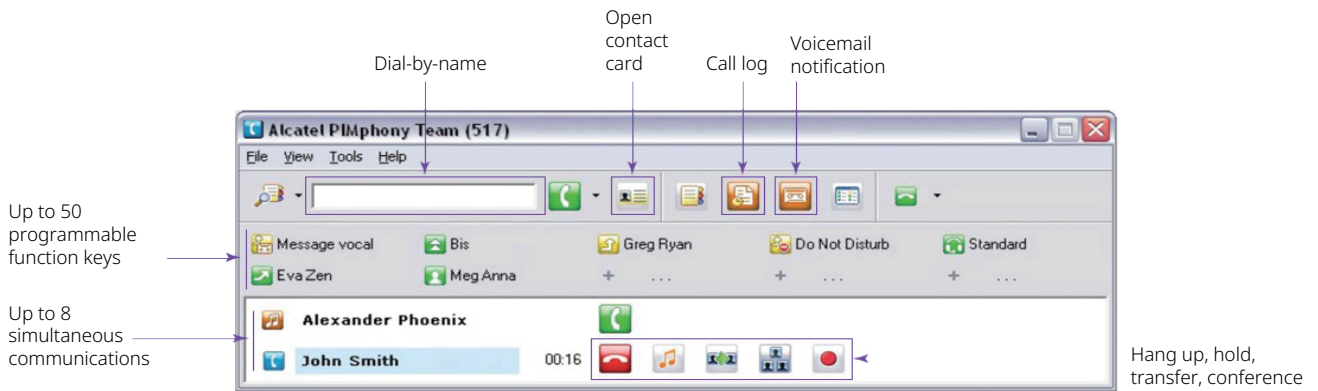 Open
contact
card
Voicemail
notification
Dial-by-name
Call log
Alcatel PIMphony Team (517)
File View Tools Help
Up to 50
programmable
function keys
Message vocal Bis Greg Ryan Do Not Disturb Standard
Eva Zen Meg Anna + ... + ... + ...
Up to 8
simultaneous
communications
Alexander Phoenix
John Smith 00:16
Hang up, hold,
transfer, conference